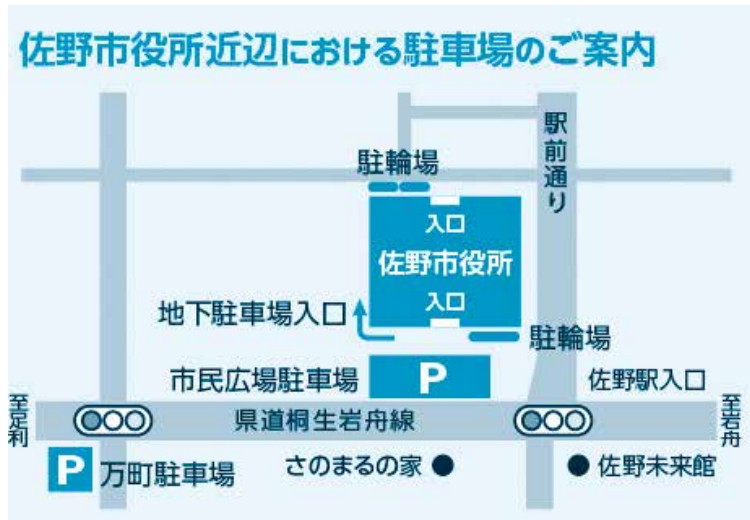 佐野市役所近辺における駐車場のご案内
駅前通り
駐輪場
入口
佐野市役所
入口
地下駐車場入口
駐輪場
市民広場駐車場
P
佐野駅入口
至足利
県道桐生岩舟線
至岩舟
P
万町駐車場
さのまるの家
佐野未来館